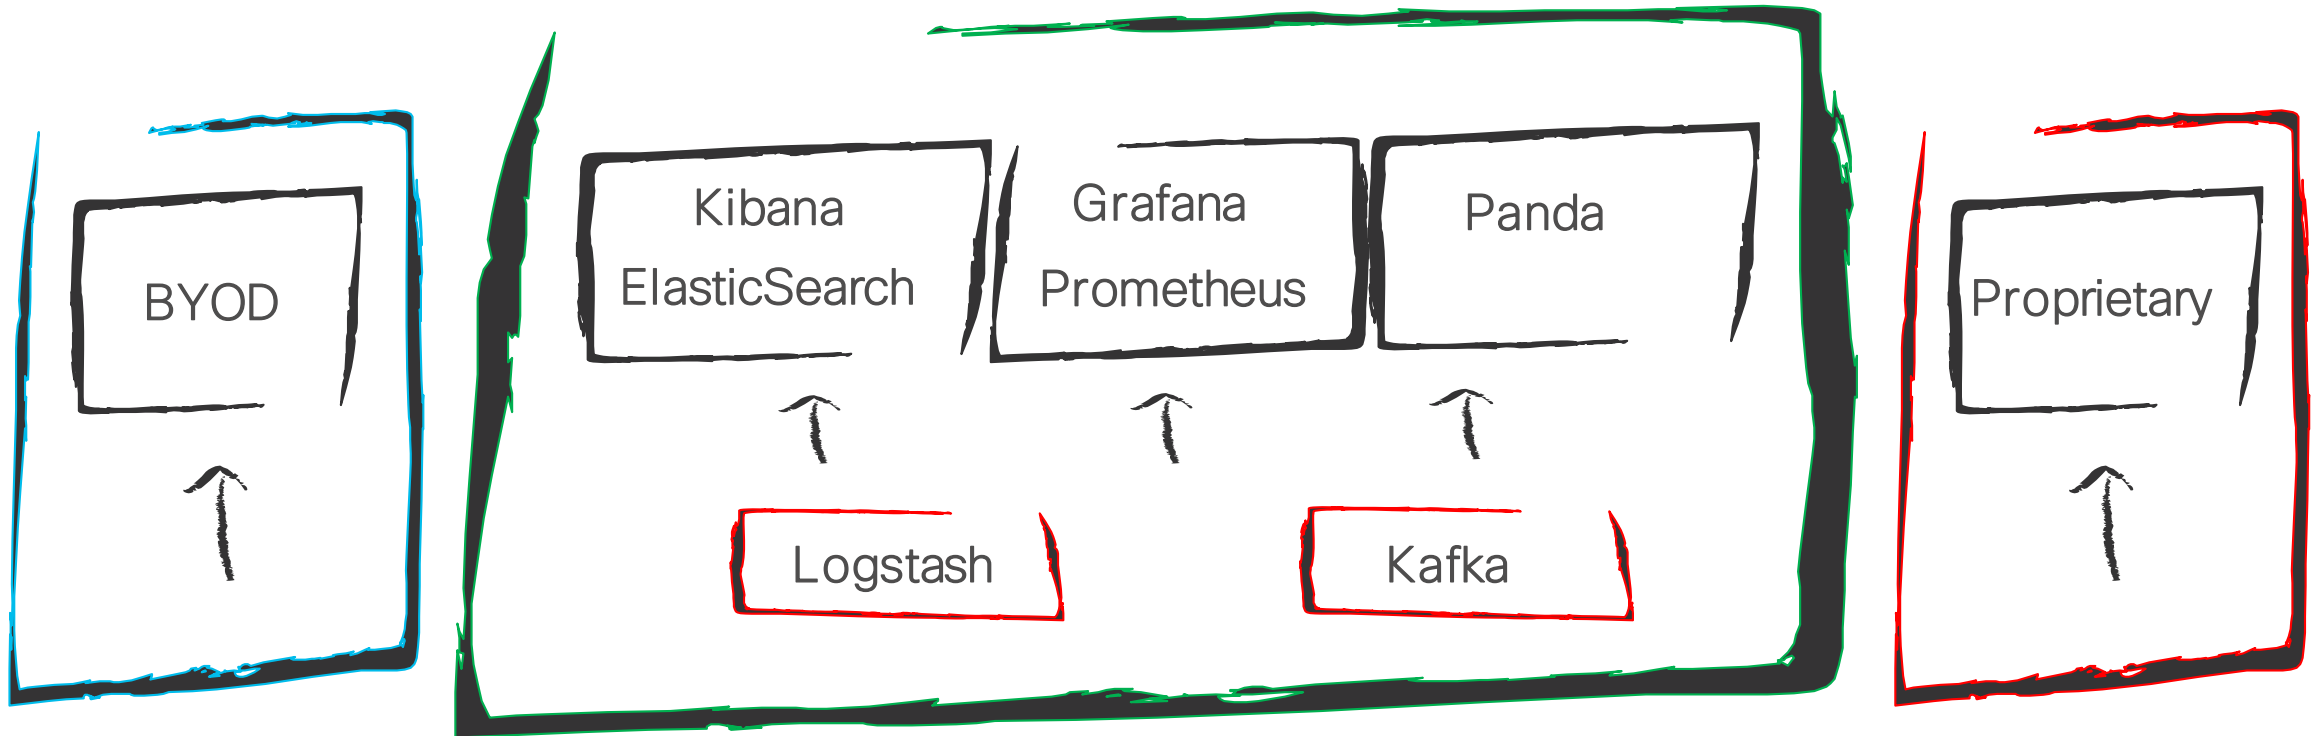 BYOD
Kibana
ElasticSearch
Grafana
Prometheus
Panda
Proprietary
Logstash
Kafka